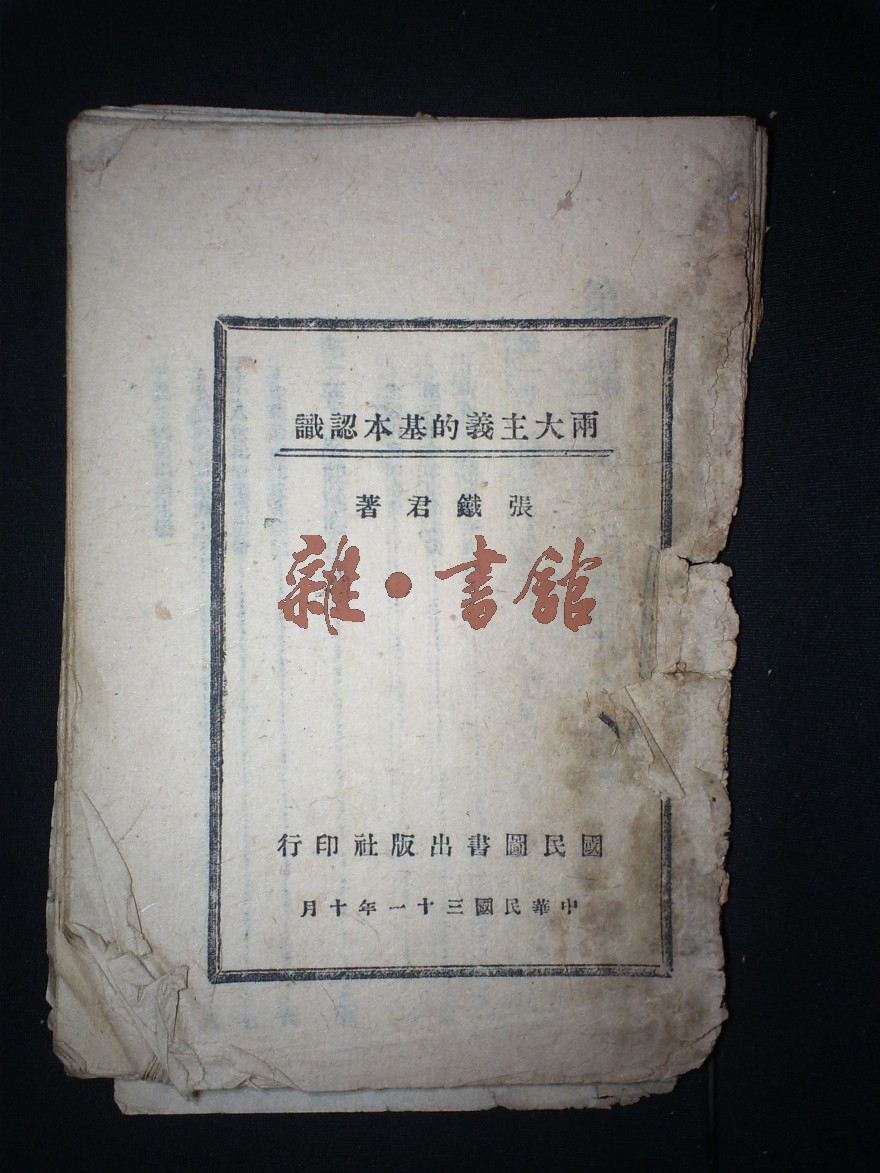 兩大主義的基本認識
張鐵君著
雜·書舘
國民圖書出版社印行
中華民國三十一年十月